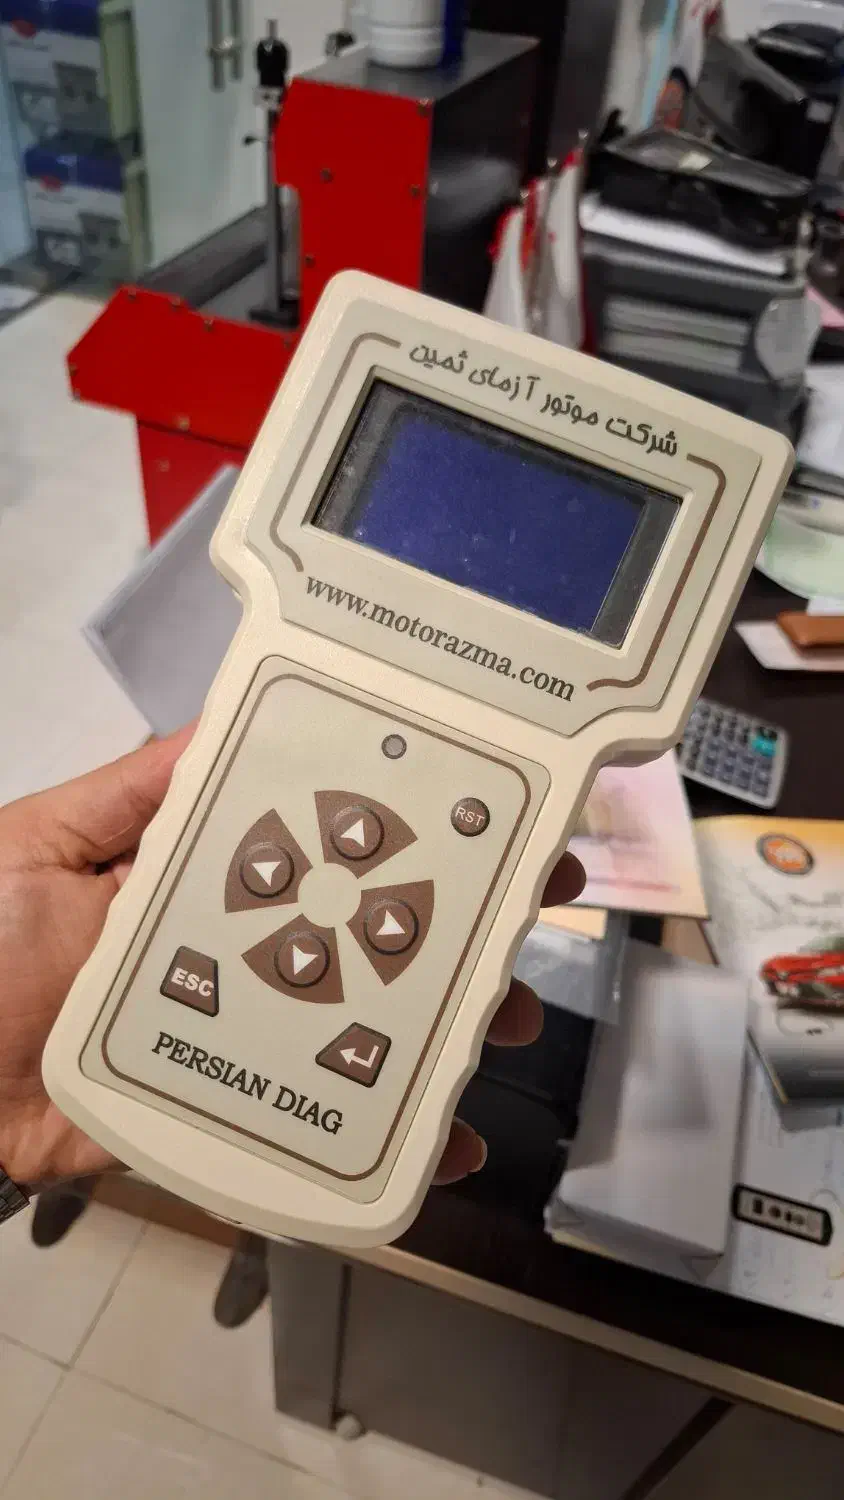 شرکت موتور آزمای ثمین
www.motorazma.com
RST
ESC
PERSIAN DIAG